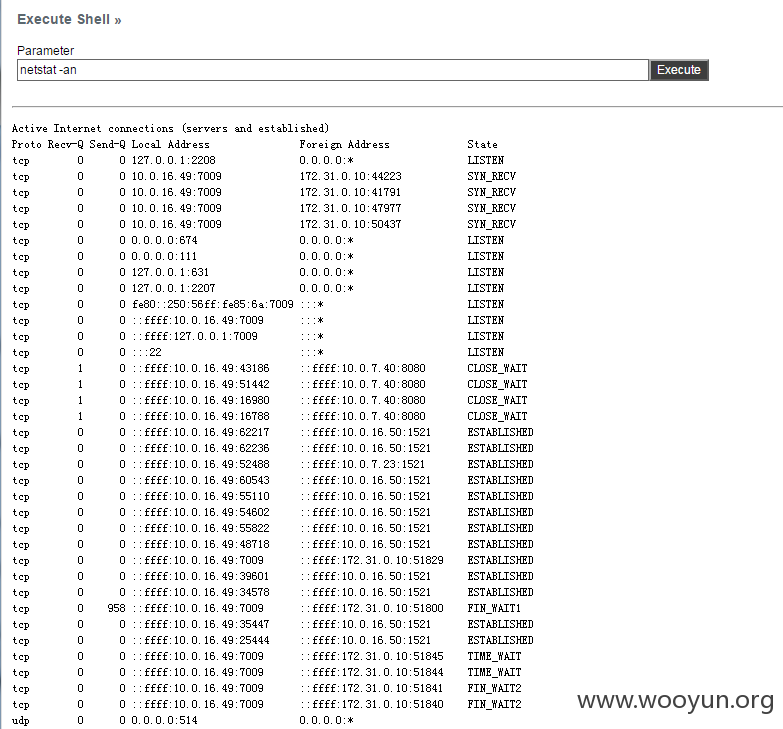 Execute Shell »
Parameter
netstat -an
Execute
Active Internet connections (servers and established)
Proto Recv-Q Send-Q Local Address Foreign Address State
tcp 0 0 127.0.0.1:2208 0.0.0.0:* LISTEN
tcp 0 0 10.0.16.49:7009 172.31.0.10:44223 SYN_RECV
tcp 0 0 10.0.16.49:7009 172.31.0.10:41791 SYN_RECV
tcp 0 0 10.0.16.49:7009 172.31.0.10:47977 SYN_RECV
tcp 0 0 10.0.16.49:7009 172.31.0.10:50437 SYN_RECV
tcp 0 0 0.0.0.0:674 0.0.0.0:* LISTEN
tcp 0 0 0.0.0.0:111 0.0.0.0:* LISTEN
tcp 0 0 127.0.0.1:631 0.0.0.0:* LISTEN
tcp 0 0 127.0.0.1:2207 0.0.0.0:* LISTEN
tcp 0 0 fe80::250:56ff:fe85:6a:7009 :::* LISTEN
tcp 0 0 ::ffff:10.0.16.49:7009 :::* LISTEN
tcp 0 0 ::ffff:127.0.0.1:7009 :::* LISTEN
tcp 0 0 :::22 :::* LISTEN
tcp 1 0 ::ffff:10.0.16.49:43186 ::ffff:10.0.7.40:8080 CLOSE_WAIT
tcp 1 0 ::ffff:10.0.16.49:51442 ::ffff:10.0.7.40:8080 CLOSE_WAIT
tcp 1 0 ::ffff:10.0.16.49:16980 ::ffff:10.0.7.40:8080 CLOSE_WAIT
tcp 1 0 ::ffff:10.0.16.49:16788 ::ffff:10.0.7.40:8080 CLOSE_WAIT
tcp 0 0 ::ffff:10.0.16.49:62217 ::ffff:10.0.16.50:1521 ESTABLISHED
tcp 0 0 ::ffff:10.0.16.49:62236 ::ffff:10.0.16.50:1521 ESTABLISHED
tcp 0 0 ::ffff:10.0.16.49:52488 ::ffff:10.0.7.23:1521 ESTABLISHED
tcp 0 0 ::ffff:10.0.16.49:60543 ::ffff:10.0.16.50:1521 ESTABLISHED
tcp 0 0 ::ffff:10.0.16.49:55110 ::ffff:10.0.16.50:1521 ESTABLISHED
tcp 0 0 ::ffff:10.0.16.49:54602 ::ffff:10.0.16.50:1521 ESTABLISHED
tcp 0 0 ::ffff:10.0.16.49:55822 ::ffff:10.0.16.50:1521 ESTABLISHED
tcp 0 0 ::ffff:10.0.16.49:48718 ::ffff:10.0.16.50:1521 ESTABLISHED
tcp 0 0 ::ffff:10.0.16.49:7009 ::ffff:172.31.0.10:51829 ESTABLISHED
tcp 0 0 ::ffff:10.0.16.49:39601 ::ffff:10.0.16.50:1521 ESTABLISHED
tcp 0 0 ::ffff:10.0.16.49:34578 ::ffff:10.0.16.50:1521 ESTABLISHED
tcp 0 958 ::ffff:10.0.16.49:7009 ::ffff:172.31.0.10:51800 FIN_WAIT1
tcp 0 0 ::ffff:10.0.16.49:35447 ::ffff:10.0.16.50:1521 ESTABLISHED
tcp 0 0 ::ffff:10.0.16.49:25444 ::ffff:10.0.16.50:1521 ESTABLISHED
tcp 0 0 ::ffff:10.0.16.49:7009 ::ffff:172.31.0.10:51845 TIME_WAIT
tcp 0 0 ::ffff:10.0.16.49:7009 ::ffff:172.31.0.10:51844 TIME_WAIT
tcp 0 0 ::ffff:10.0.16.49:7009 ::ffff:172.31.0.10:51841 FIN_WAIT2
tcp 0 0 ::ffff:10.0.16.49:7009 ::ffff:172.31.0.10:51840 FIN_WAIT2
udp 0 0 0.0.0.0:514 0.0.0.0:*
www.wooyun.org